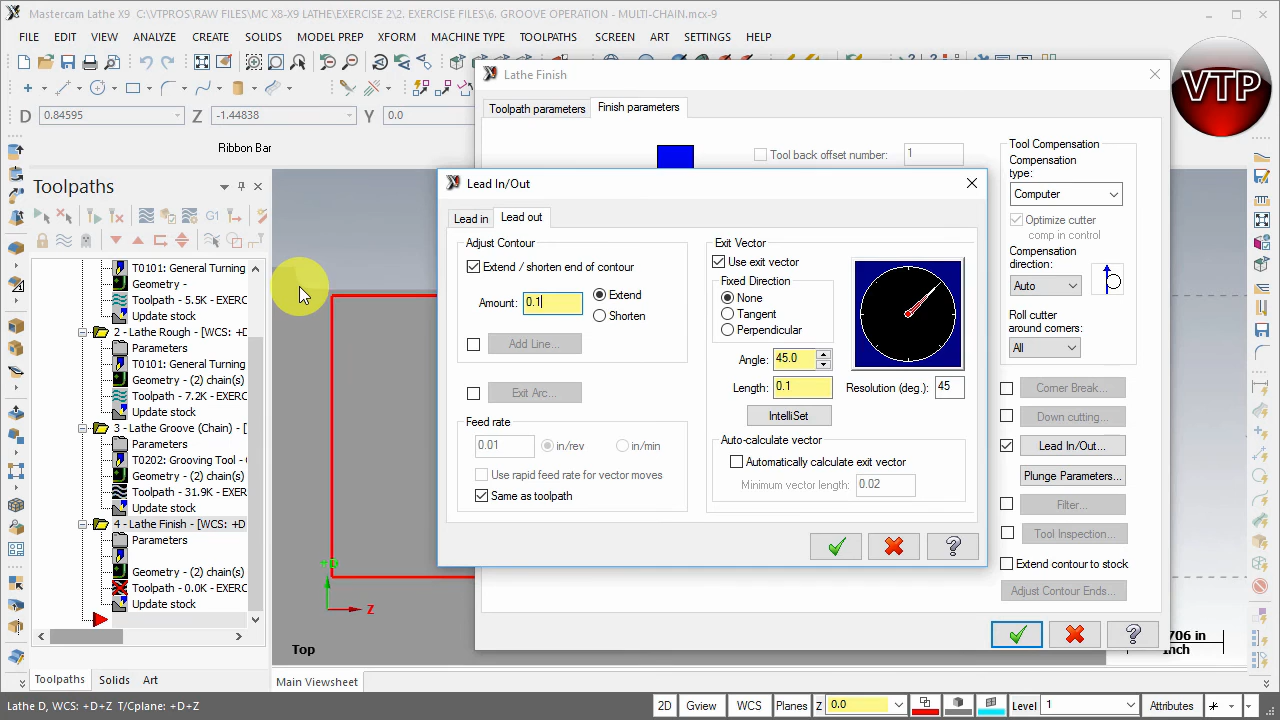 Mastercam Lathe X9 C:\VTPROS\RAW FILES\MC X8-X9 LATHE\EXERCISE 2\2. EXERCISE FILES\6. GROOVE OPERATION - MULTI-CHAIN.mcx-9
FILE EDIT VIEW ANALYZE CREATE SOLIDS MODEL PREP XFORM MACHINE TYPE TOOLPATHS SCREEN ART SETTINGS HELP
VTP
D 0.84595 Z -1.44838 Y 0.0
Ribbon Bar
Toolpaths
T0101: General Turning
Geometry -
Toolpath - 5.5K - EXERC
Update stock
2 - Lathe Rough - [WCS: +D
Parameters
T0101: General Turning
Geometry - (2) chain(s)
Toolpath - 7.2K - EXERC
Update stock
3 - Lathe Groove (Chain) - [
Parameters
T0202: Grooving Tool -
Geometry - (2) chain(s)
Toolpath - 31.9K - EXER
Update stock
4 - Lathe Finish - [WCS: +D
Parameters
Geometry - (2) chain(s)
Toolpath - 0.0K - EXERC
Update stock
Toolpaths Solids Art
Lathe Finish
Toolpath parameters Finish parameters
Tool back offset number: 1
Tool Compensation
Compensation
type:
Computer
Optimize cutter
comp in control
Compensation
direction:
Auto
Roll cutter
around corners:
All
Corner Break...
Down cutting...
Lead In/Out...
Plunge Parameters...
Filter...
Tool Inspection...
Extend contour to stock
Adjust Contour Ends...
Lead In/Out
Lead in Lead out
Adjust Contour
Extend / shorten end of contour
Amount: 0.1
Extend
Shorten
Add Line...
Exit Arc...
Feed rate
0.01 in/rev in/min
Use rapid feed rate for vector moves
Same as toolpath
Exit Vector
Use exit vector
Fixed Direction
None
Tangent
Perpendicular
Angle: 45.0
Length: 0.1 Resolution (deg.): 45
IntelliSet
Auto-calculate vector
Automatically calculate exit vector
Minimum vector length: 0.02
+D
Z
Top
706 in
Inch
Main Viewsheet
Lathe D, WCS: +D+Z T/Cplane: +D+Z
2D Gview WCS Planes Z 0.0 Level 1 Attributes